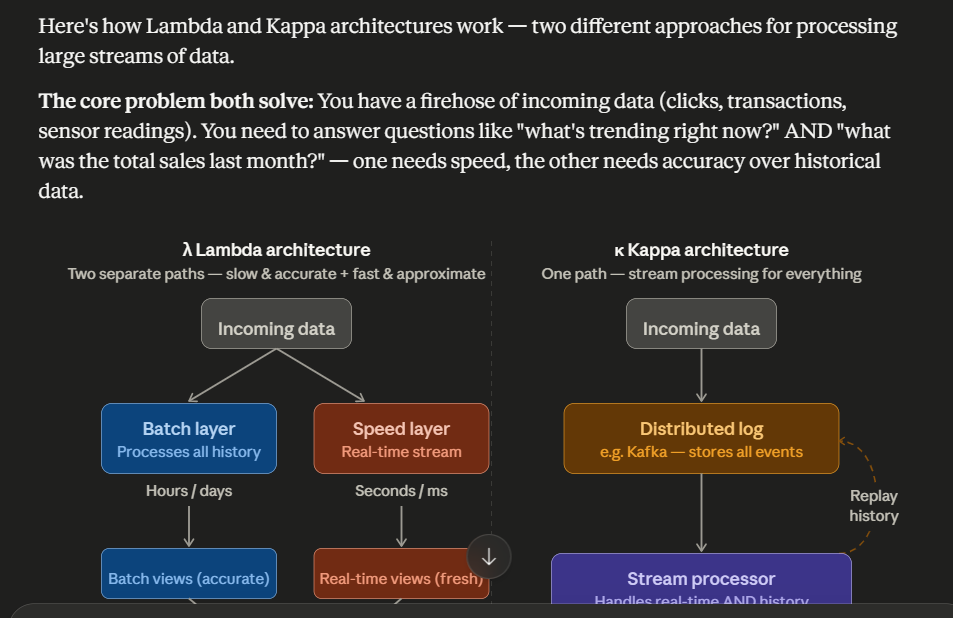 Here's how Lambda and Kappa architectures work — two different approaches for processing
large streams of data.
The core problem both solve: You have a firehose of incoming data (clicks, transactions,
sensor readings). You need to answer questions like "what's trending right now?" AND "what
was the total sales last month?" — one needs speed, the other needs accuracy over historical
data.
λ Lambda architecture
Two separate paths — slow & accurate + fast & approximate
Incoming data
Batch layer
Processes all history
Speed layer
Real-time stream
Hours / days
Seconds / ms
Batch views (accurate)
Real-time views (fresh)
κ Kappa architecture
One path — stream processing for everything
Incoming data
Distributed log
e.g. Kafka — stores all events
Replay
history
Stream processor
Handles real-time AND history